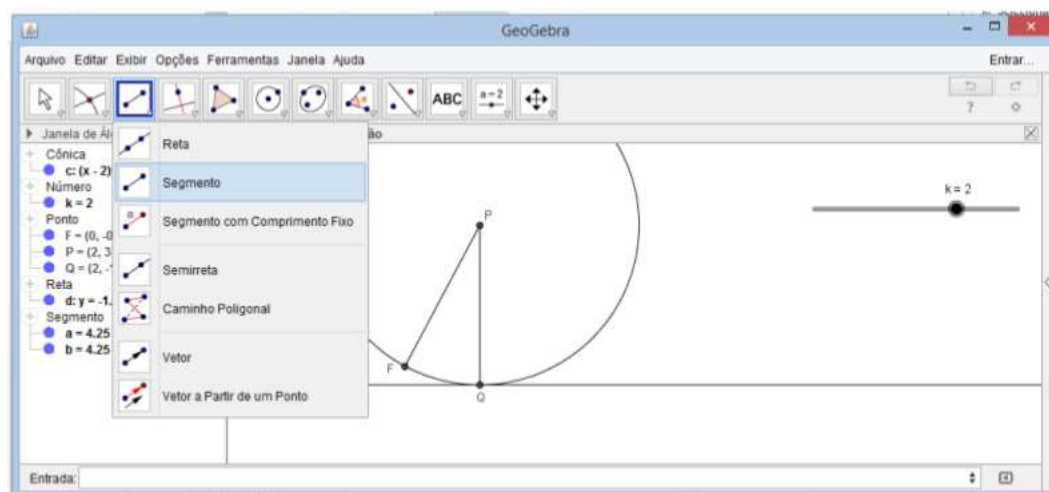 GeoGebra
Arquivo Editar Exibir Opções Ferramentas Janela Ajuda
Entrar...
ABC
a=2
?
Janela de Ál
ão
Cônica
c: (x - 2)
Número
k = 2
Ponto
F = (0, -0
P = (2, 3
Q = (2, -1
Reta
d: y = -1.
Segmento
a = 4.25
b = 4.25
Reta
Segmento
a
Segmento com Comprimento Fixo
Semirreta
Caminho Poligonal
Vetor
Vetor a Partir de um Ponto
P
F
Q
k = 2
Entrada: